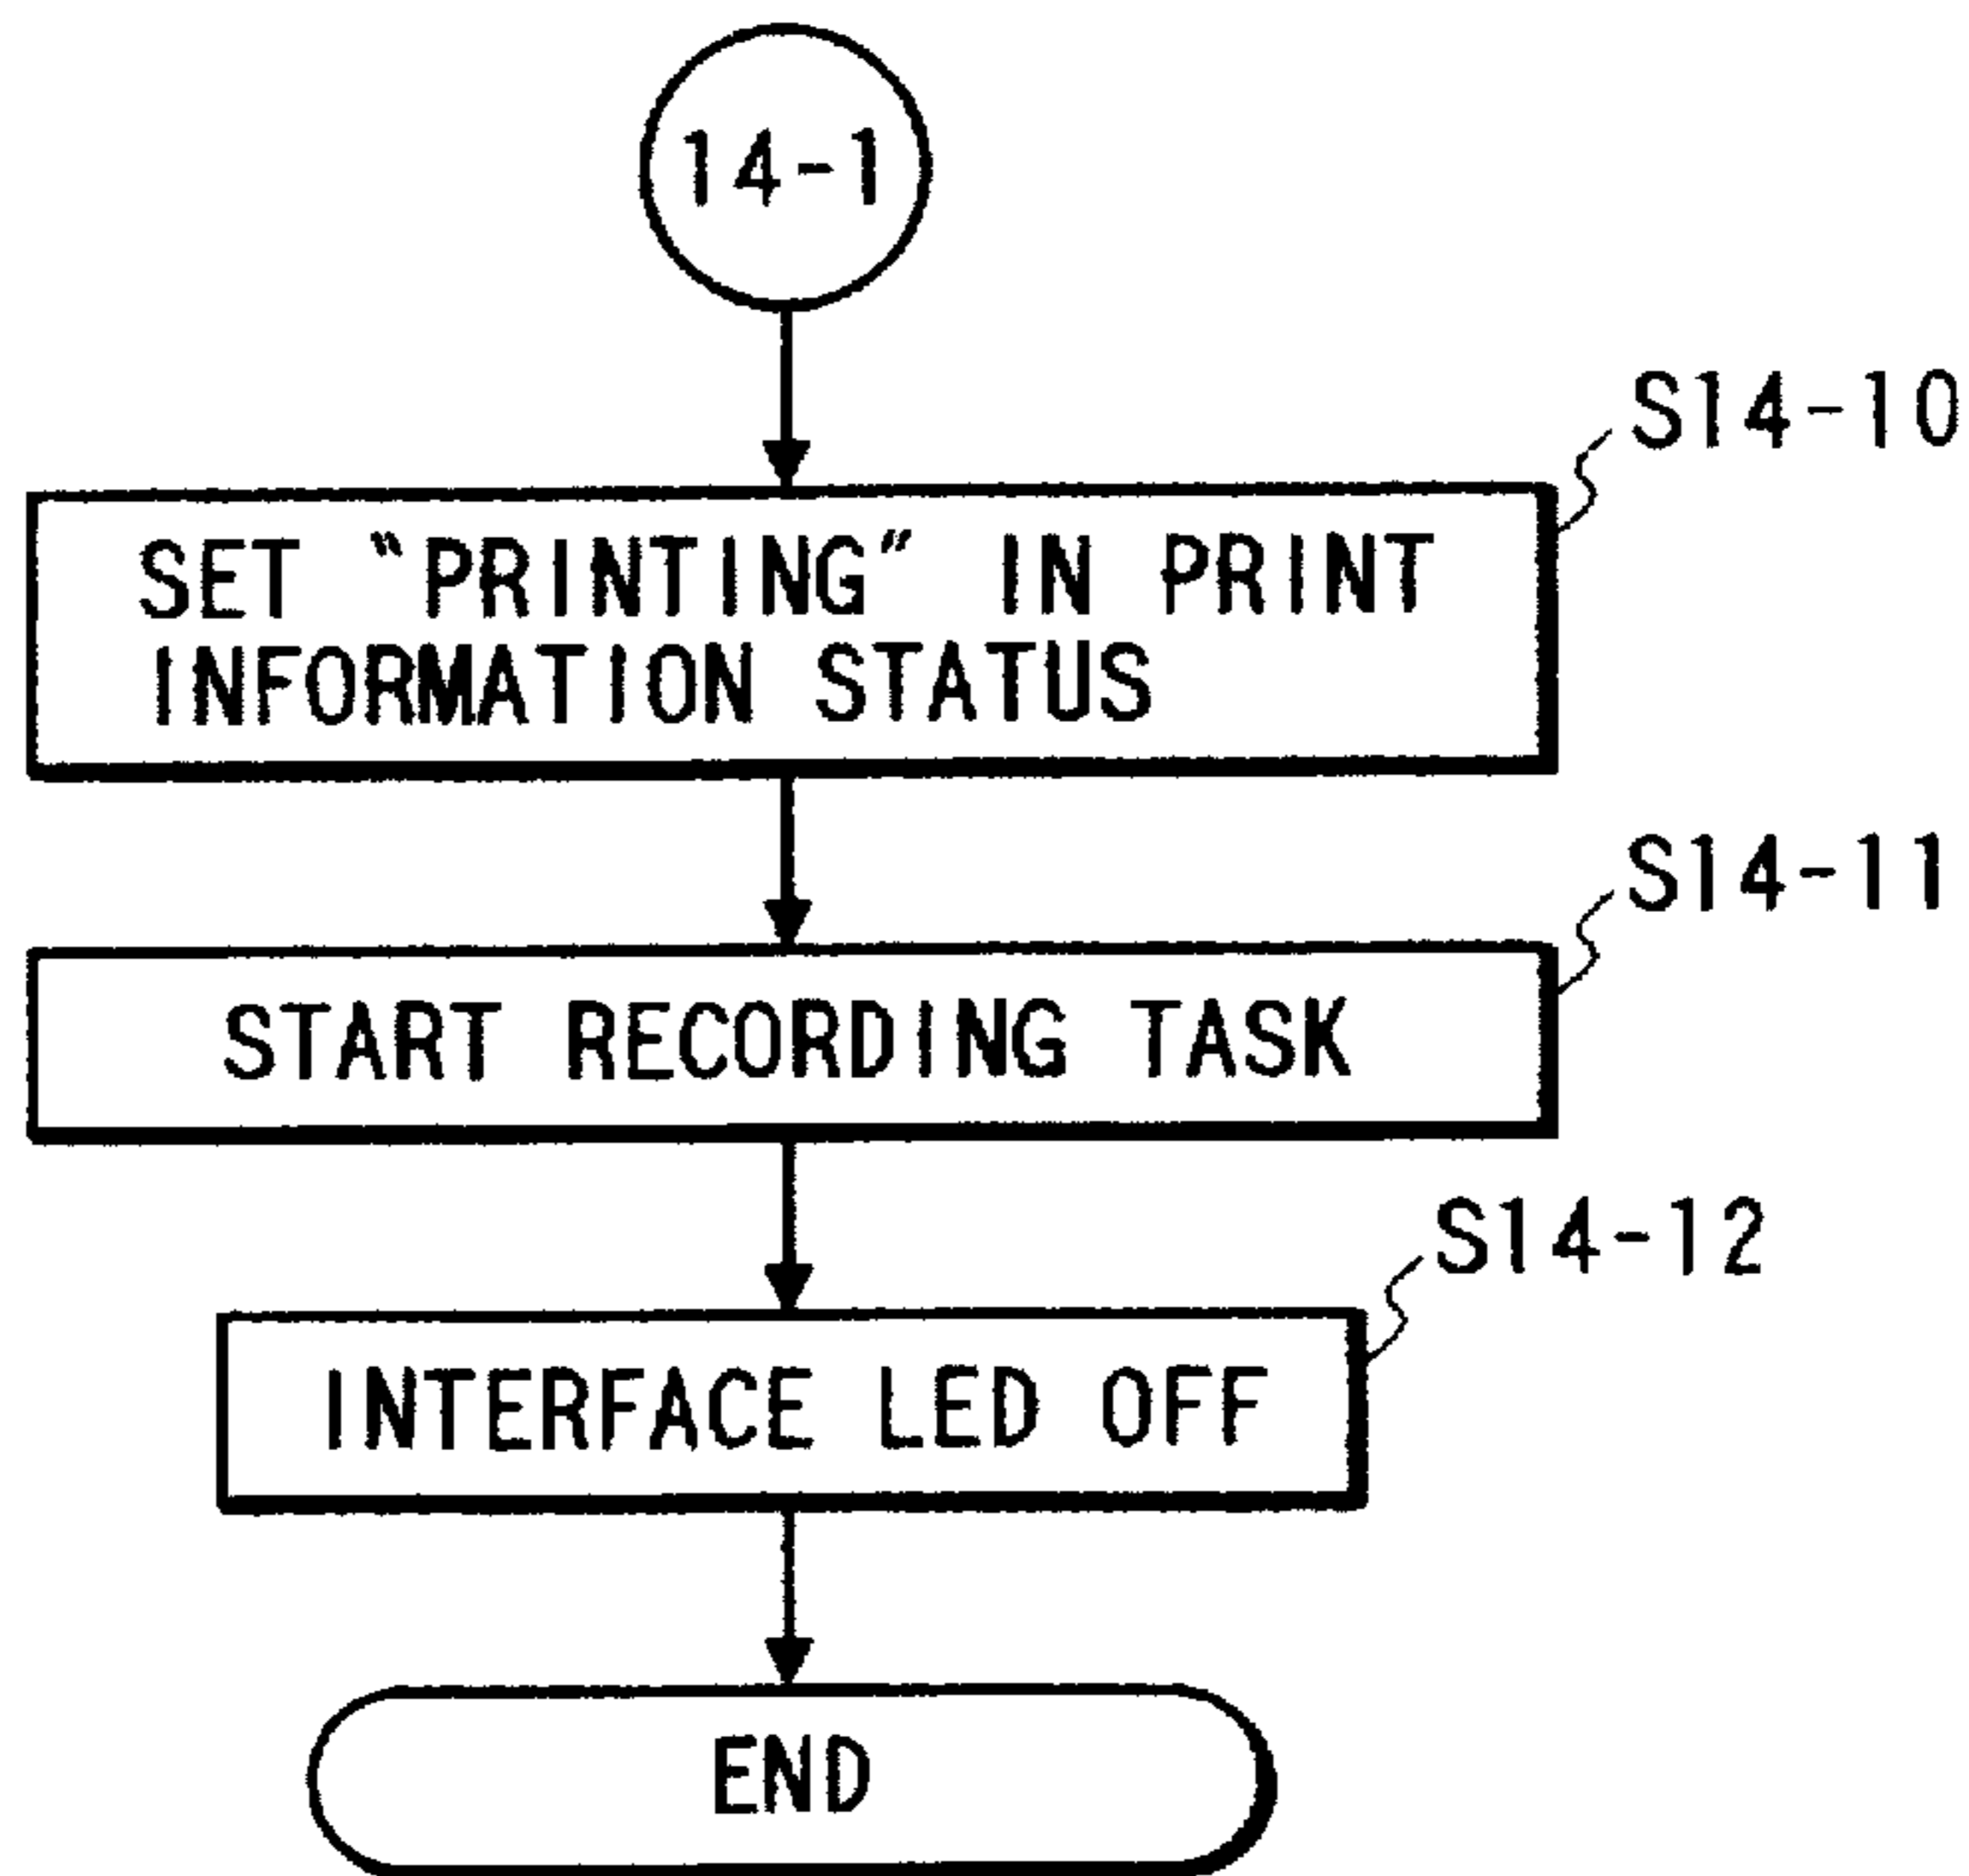 14-1
S14-10
SET “PRINTING” IN PRINT
INFORMATION STATUS
S14-11
START RECORDING TASK
S14-12
INTERFACE LED OFF
END